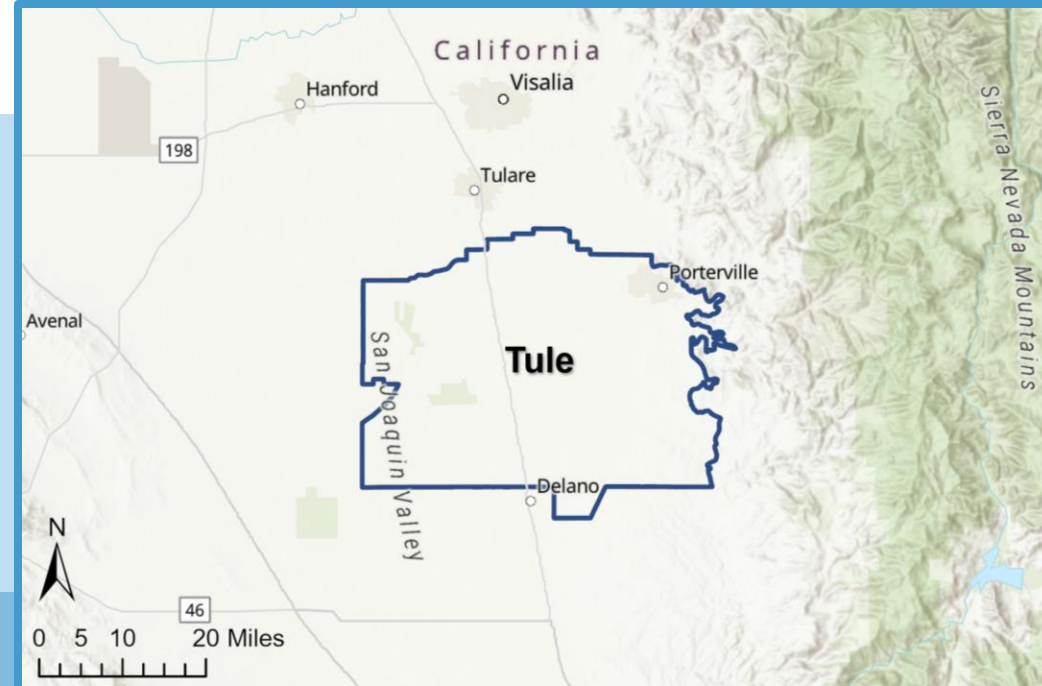 California
Visalia
Hanford
198
Tulare
Sierra Nevada Mountains
Porterville
Avenal
San Joaquin Valley
Tule
Delano
N
46
0 5 10 20 Miles